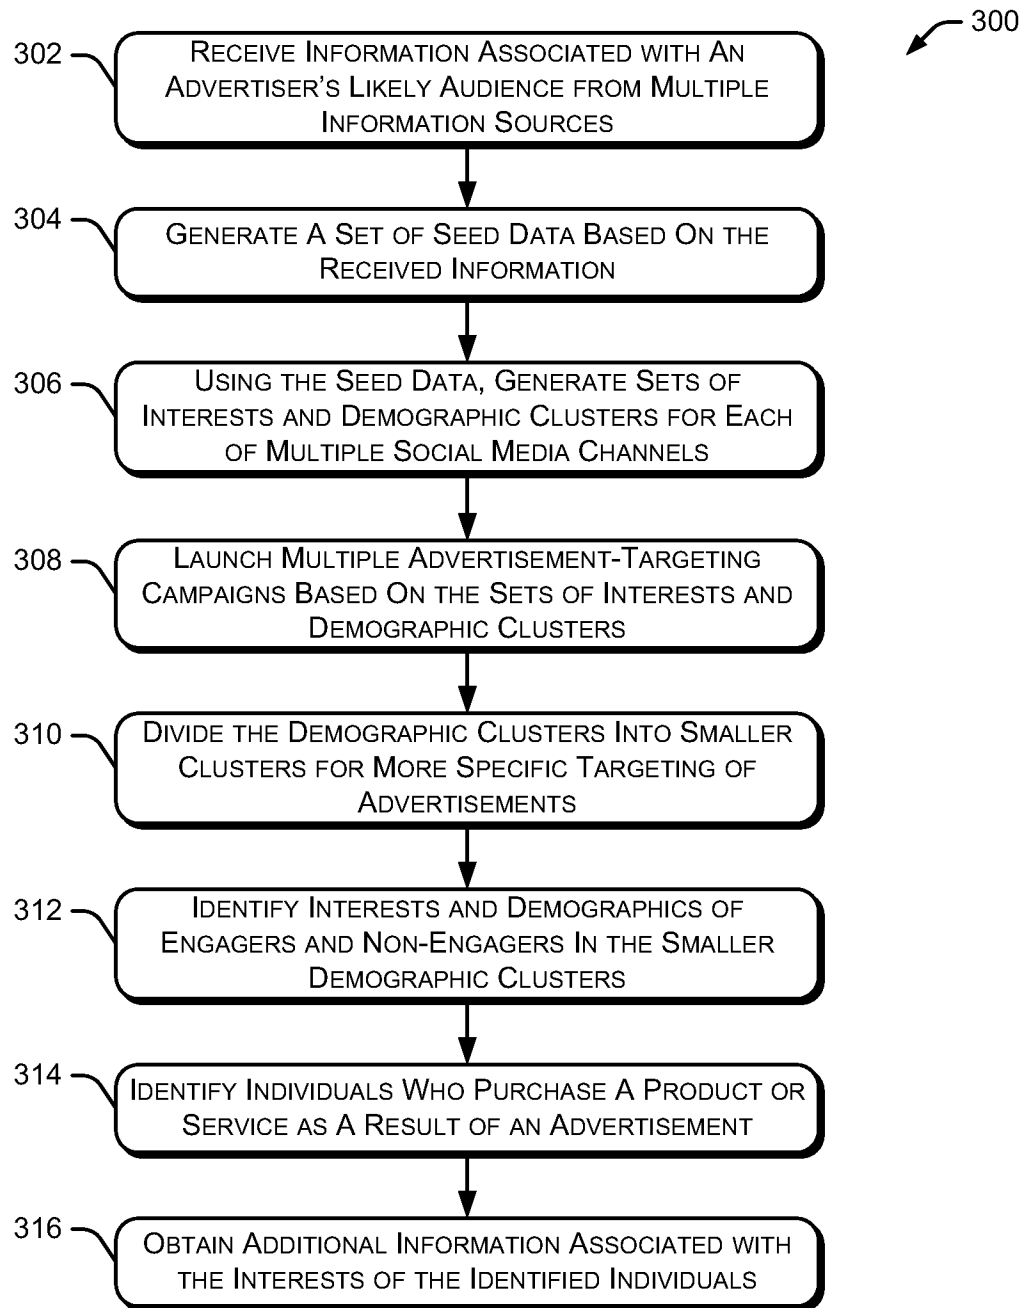 300
302
RECEIVE INFORMATION ASSOCIATED WITH AN
ADVERTISER'S LIKELY AUDIENCE FROM MULTIPLE
INFORMATION SOURCES
304
GENERATE A SET OF SEED DATA BASED ON THE
RECEIVED INFORMATION
306
USING THE SEED DATA, GENERATE SETS OF
INTERESTS AND DEMOGRAPHIC CLUSTERS FOR EACH
OF MULTIPLE SOCIAL MEDIA CHANNELS
308
LAUNCH MULTIPLE ADVERTISEMENT-TARGETING
CAMPAIGNS BASED ON THE SETS OF INTERESTS AND
DEMOGRAPHIC CLUSTERS
310
DIVIDE THE DEMOGRAPHIC CLUSTERS INTO SMALLER
CLUSTERS FOR MORE SPECIFIC TARGETING OF
ADVERTISEMENTS
312
IDENTIFY INTERESTS AND DEMOGRAPHICS OF
ENGAGERS AND NON-ENGAGERS IN THE SMALLER
DEMOGRAPHIC CLUSTERS
314
IDENTIFY INDIVIDUALS WHO PURCHASE A PRODUCT OR
SERVICE AS A RESULT OF AN ADVERTISEMENT
316
OBTAIN ADDITIONAL INFORMATION ASSOCIATED WITH
THE INTERESTS OF THE IDENTIFIED INDIVIDUALS